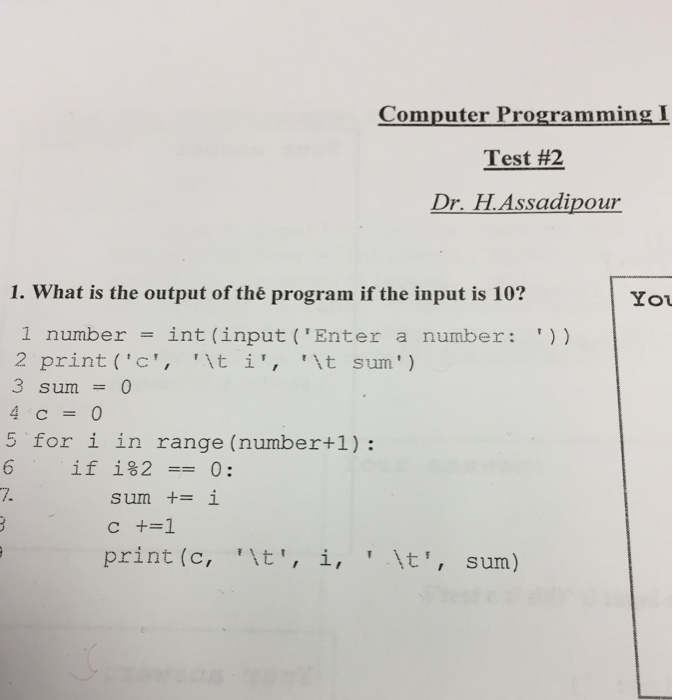 Computer Programming I
Test #2
Dr. H.Assadipour
1. What is the output of the program if the input is 10?
You
1 number = int(input('Enter a number: '))
2 print('c', '\t i', '\t sum')
3 sum = 0
4 c = 0
5 for i in range(number+1):
6 if i%2 == 0:
7. sum += i
8 c +=1
print(c, '\t', i, ' \t', sum)